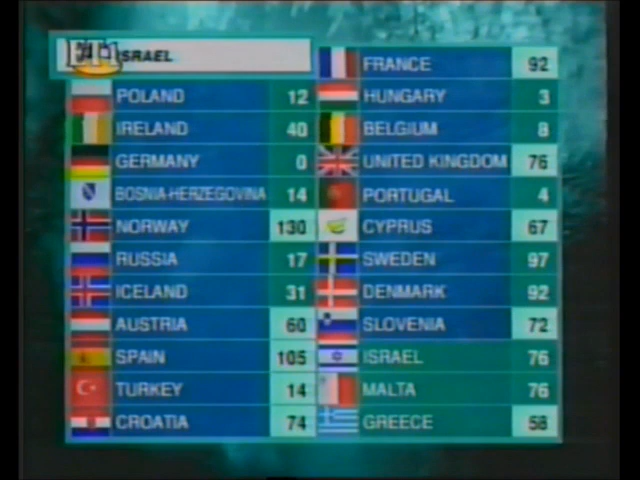 ET1
ISRAEL
POLAND 12
IRELAND 40
GERMANY 0
BOSNIA-HERZEGOVINA 14
NORWAY 130
RUSSIA 17
ICELAND 31
AUSTRIA 60
SPAIN 105
TURKEY 14
CROATIA 74
FRANCE 92
HUNGARY 3
BELGIUM 8
UNITED KINGDOM 76
PORTUGAL 4
CYPRUS 67
SWEDEN 97
DENMARK 92
SLOVENIA 72
ISRAEL 76
MALTA 76
GREECE 58